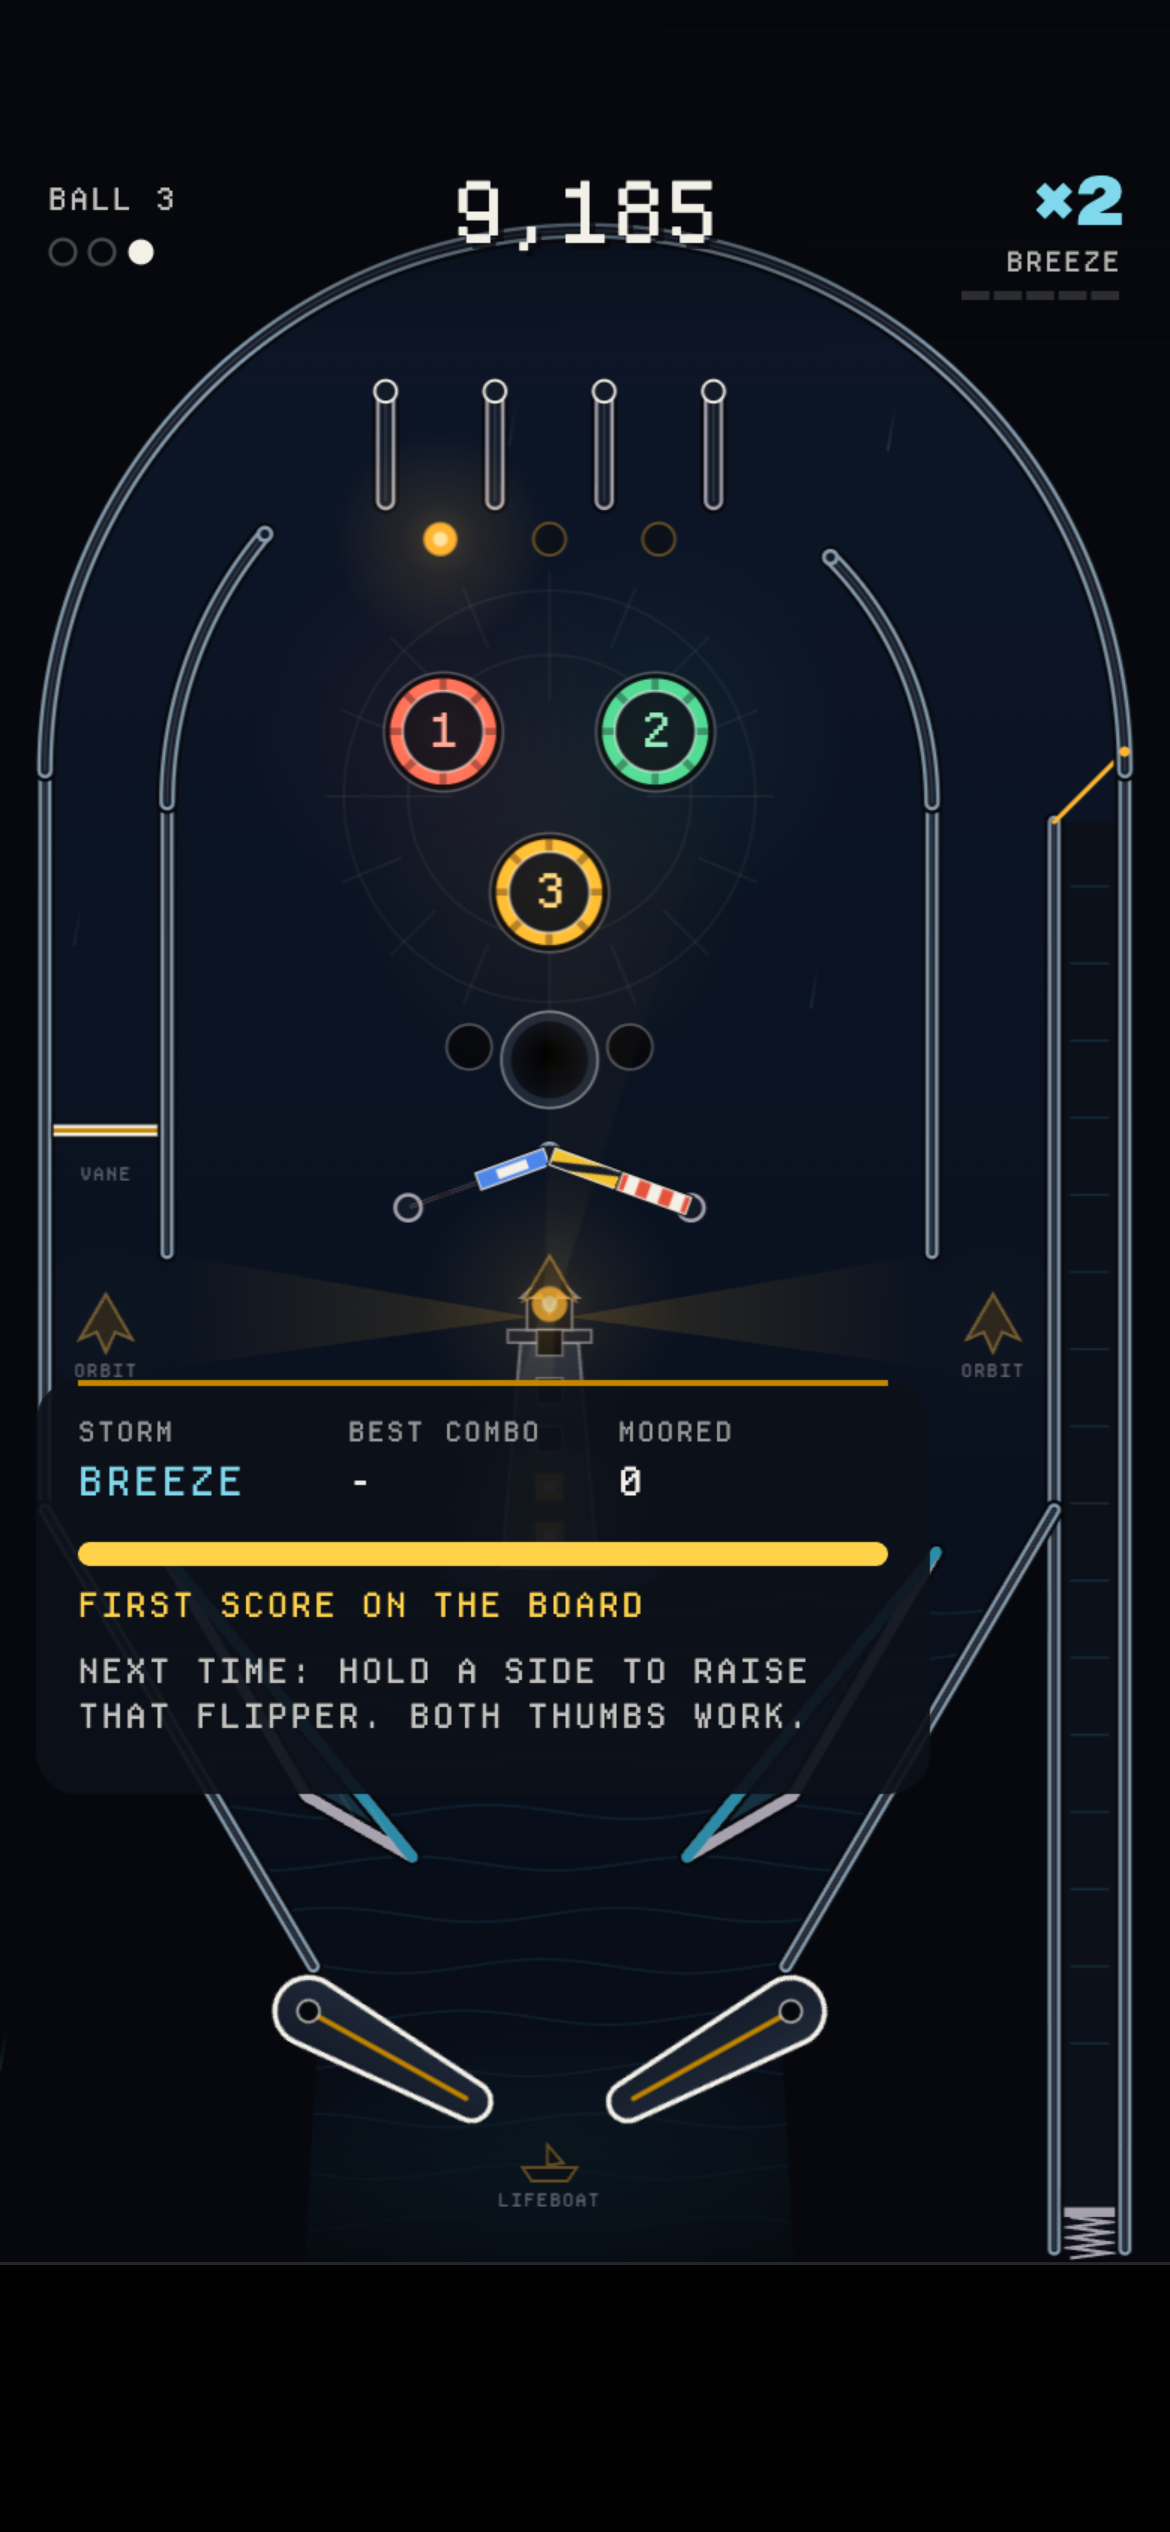 BALL 3
9,185
×2
BREEZE
1
2
3
VANE
ORBIT
ORBIT
STORM
BEST COMBO
MOORED
BREEZE
-
0
FIRST SCORE ON THE BOARD
NEXT TIME: HOLD A SIDE TO RAISE
THAT FLIPPER. BOTH THUMBS WORK.
LIFEBOAT